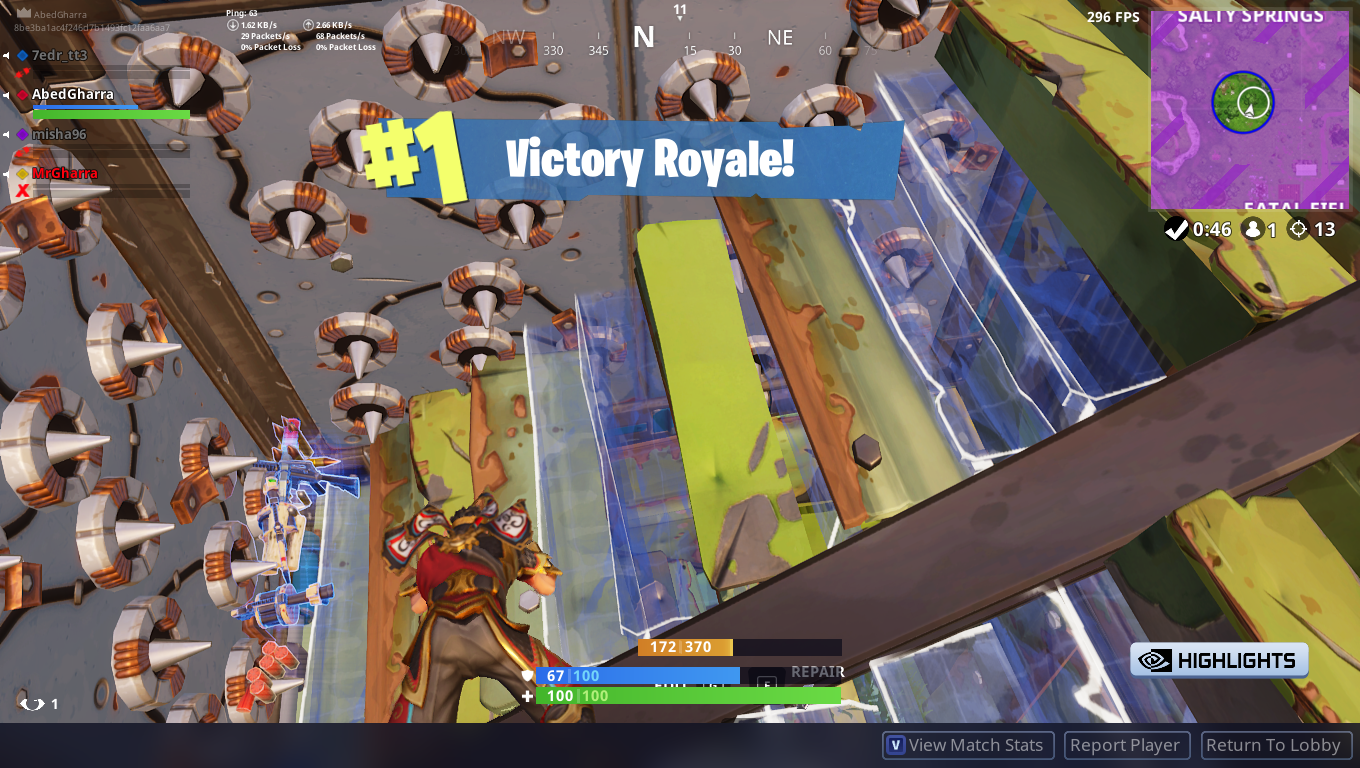 AbedGharra
8be3ba1ac4f246d7b1493fc12faa6aa7
Ping: 63
1.62 KB/s 2.66 KB/s
29 Packets/s 68 Packets/s
0% Packet Loss 0% Packet Loss
11
NW 330 345 N 15 30 NE 60 75
296 FPS
SALTY SPRINGS
7edr_tt3
AbedGharra
misha96
MrGharra
#1 Victory Royale!
0:46 1 13
172 370
67 100
100 100
REPAIR
F
1
HIGHLIGHTS
V View Match Stats
Report Player
Return To Lobby